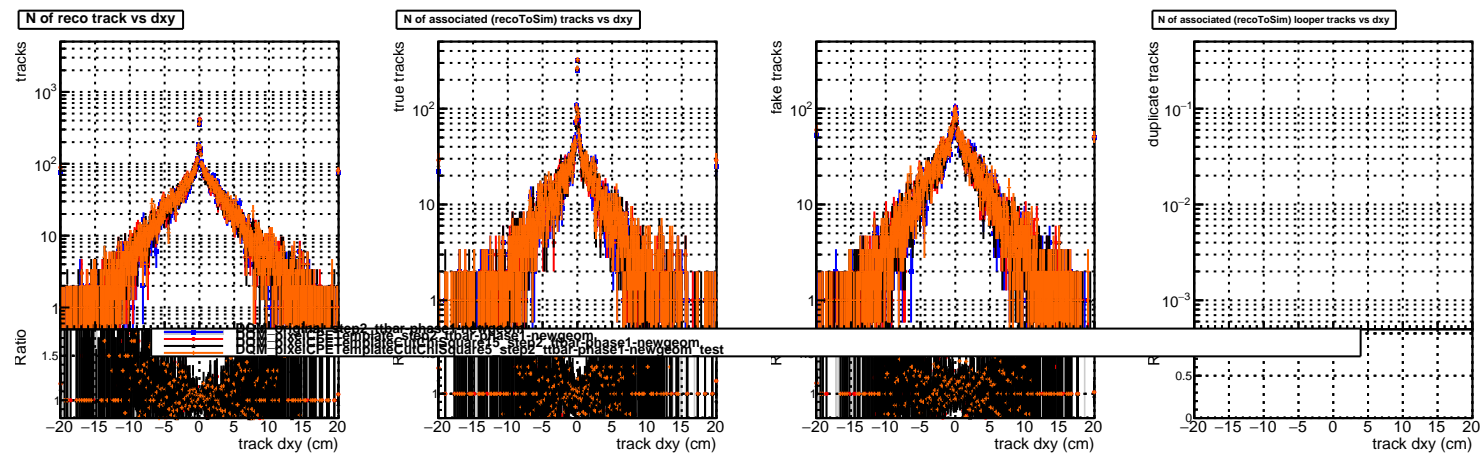 N of reco track vs dxy
N of associated (recoToSim) tracks vs dxy
N of associated (recoToSim) looper tracks vs dxy
tracks
10³
10²
10
1
Ratio
1.5
1
−20 −15 −10 −5 0 5 10 15 20
track dxy (cm)
true tracks
10²
10
1
−20 −15 −10 −5 0 5 10 15 20
track dxy (cm)
fake tracks
10²
10
1
−20 −15 −10 −5 0 5 10 15 20
track dxy (cm)
duplicate tracks
10⁻¹
10⁻²
10⁻³
0.5
0
−20 −15 −10 −5 0 5 10 15 20
track dxy (cm)
DQM_original_step2_ttbar-phase1-newgeom
DQM_pixelCPETemplateCutChiSquare5_step2_ttbar-phase1-newgeom_test